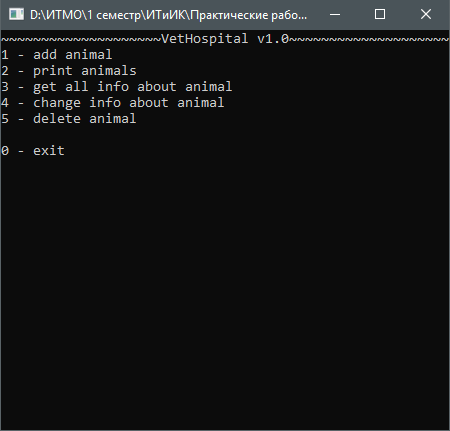 D:\ИТМО\1 семестр\ИТиИК\Практические рабо...
~~~~~~~~~~~~~~~~~~~~VetHospital v1.0~~~~~~~~~~~~~~~~~~~~
1 - add animal
2 - print animals
3 - get all info about animal
4 - change info about animal
5 - delete animal
0 - exit